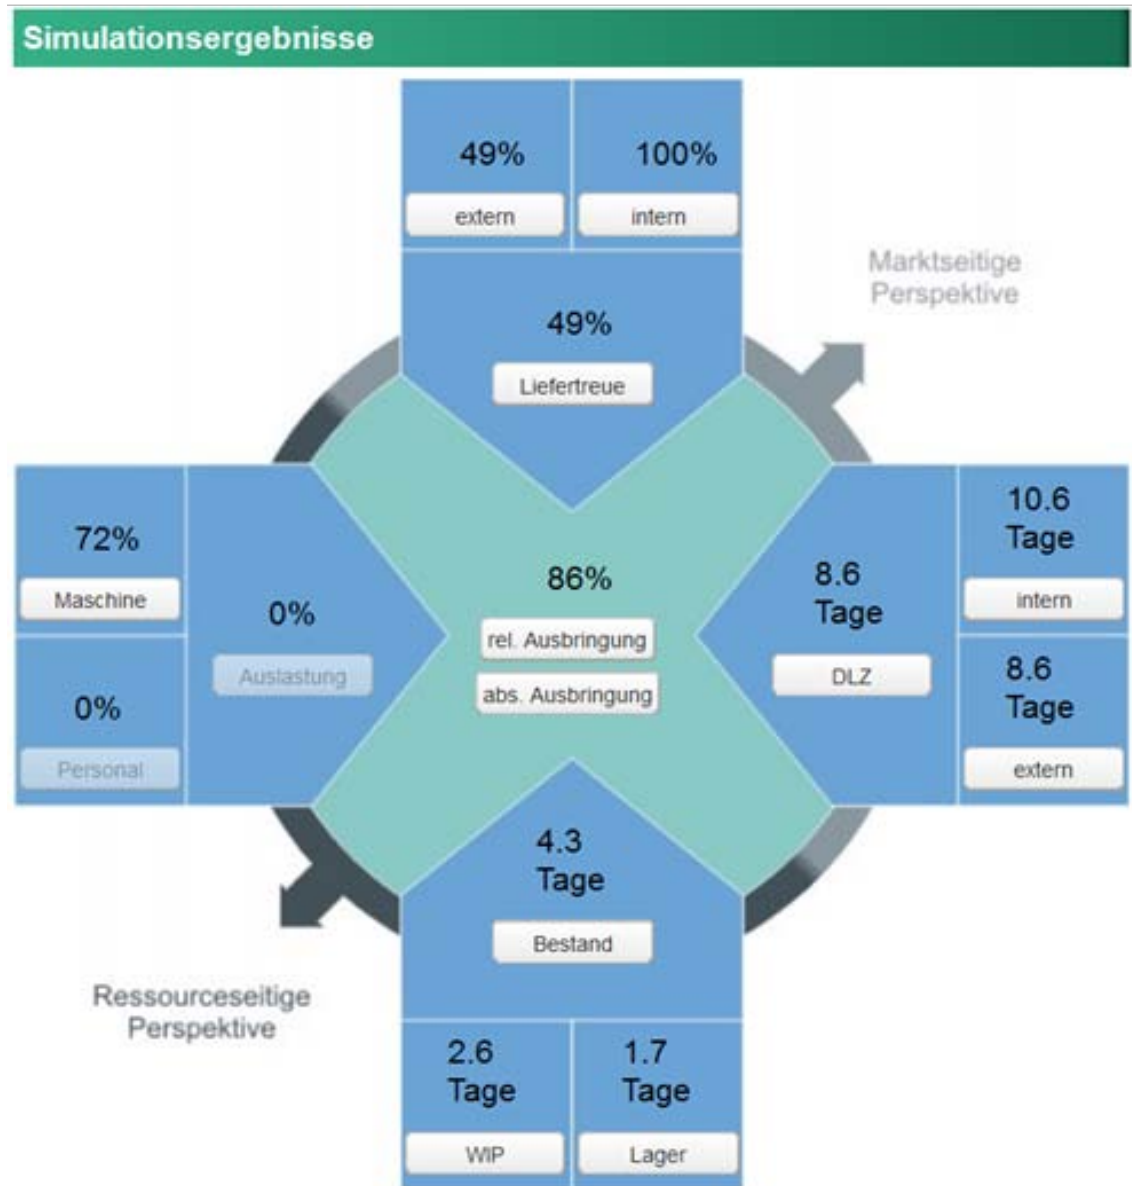 Simulationsergebnisse
49%
100%
extern
intern
Marktseitige
Perspektive
49%
Liefertreue
72%
Maschine
0%
Auslastung
0%
Personal
86%
rel. Ausbringung
abs. Ausbringung
8.6
Tage
DLZ
10.6
Tage
intern
8.6
Tage
extern
4.3
Tage
Bestand
Ressourceseitige
Perspektive
2.6
Tage
WIP
1.7
Tage
Lager